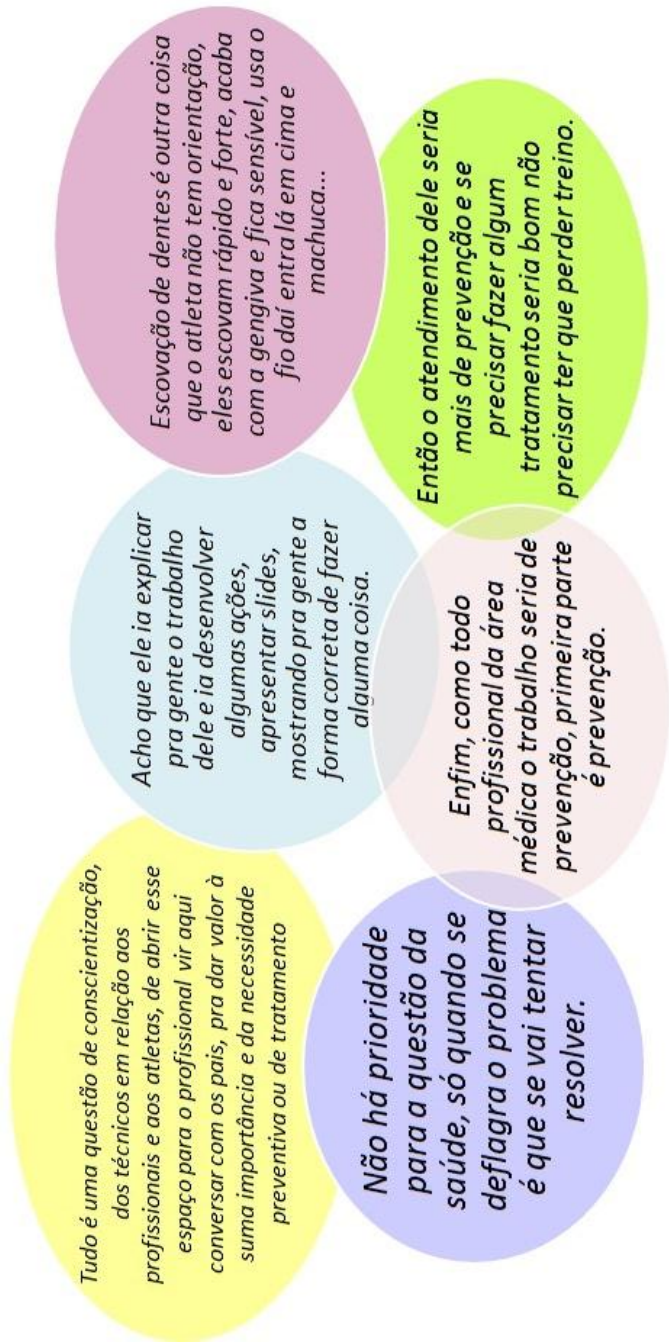 Tudo é uma questão de conscientização,
dos técnicos em relação aos
profissionais e aos atletas, de abrir esse
espaço para o profissional vir aqui
conversar com os pais, pra dar valor à
suma importância e da necessidade
preventiva ou de tratamento
Acho que ele ia explicar
pra gente o trabalho
dele e ia desenvolver
algumas ações,
apresentar slides,
mostrando pra gente a
forma correta de fazer
alguma coisa.
Escovação de dentes é outra coisa
que o atleta não tem orientação,
eles escovam rápido e forte, acaba
com a gengiva e fica sensível, usa o
fio daí entra lá em cima e
machuca...
Não há prioridade
para a questão da
saúde, só quando se
deflagra o problema
é que se vai tentar
resolver.
Enfim, como todo
profissional da área
médica o trabalho seria de
prevenção, primeira parte
é prevenção.
Então o atendimento dele seria
mais de prevenção e se
precisar fazer algum
tratamento seria bom não
precisar ter que perder treino.